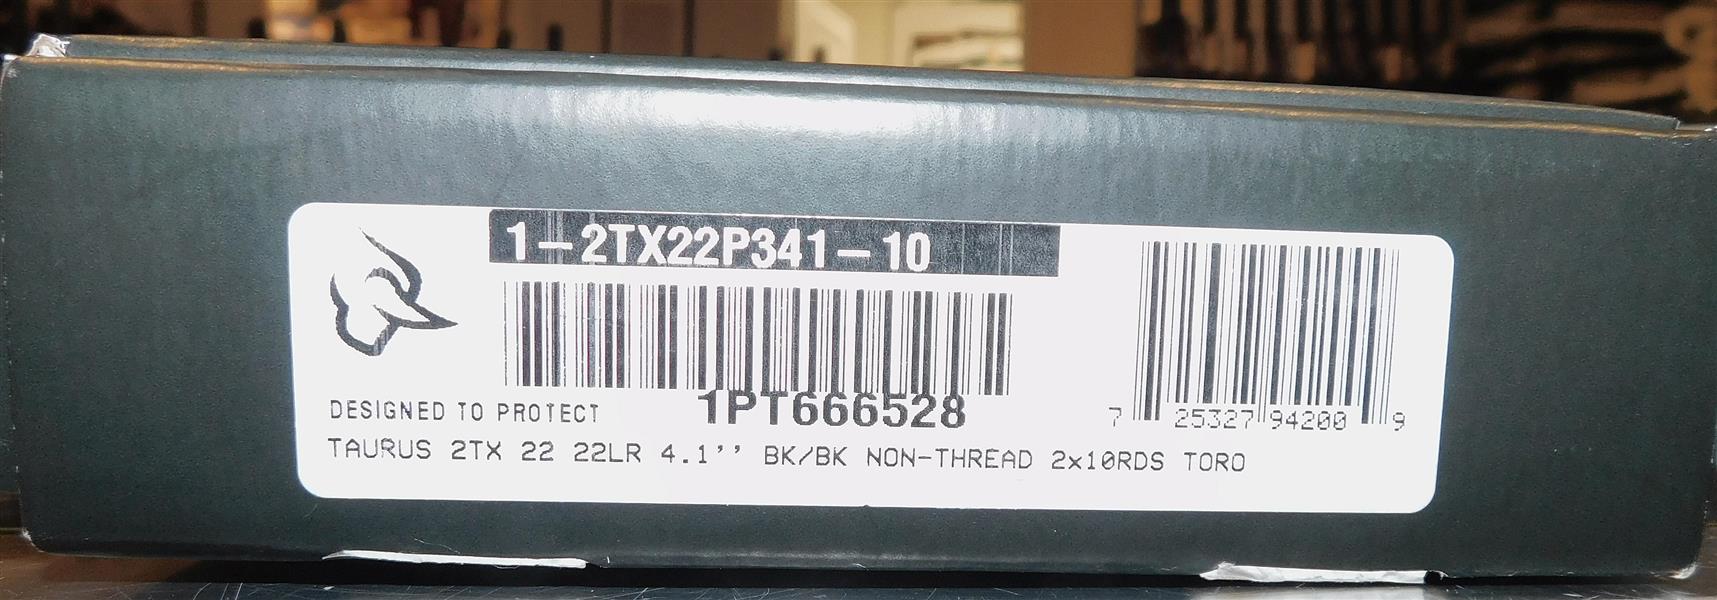 1-2TX22P341-10
1PT666528
7 25327 94200 9
DESIGNED TO PROTECT
TAURUS 2TX 22 22LR 4.1'' BK/BK NON-THREAD 2x10RDS TORO